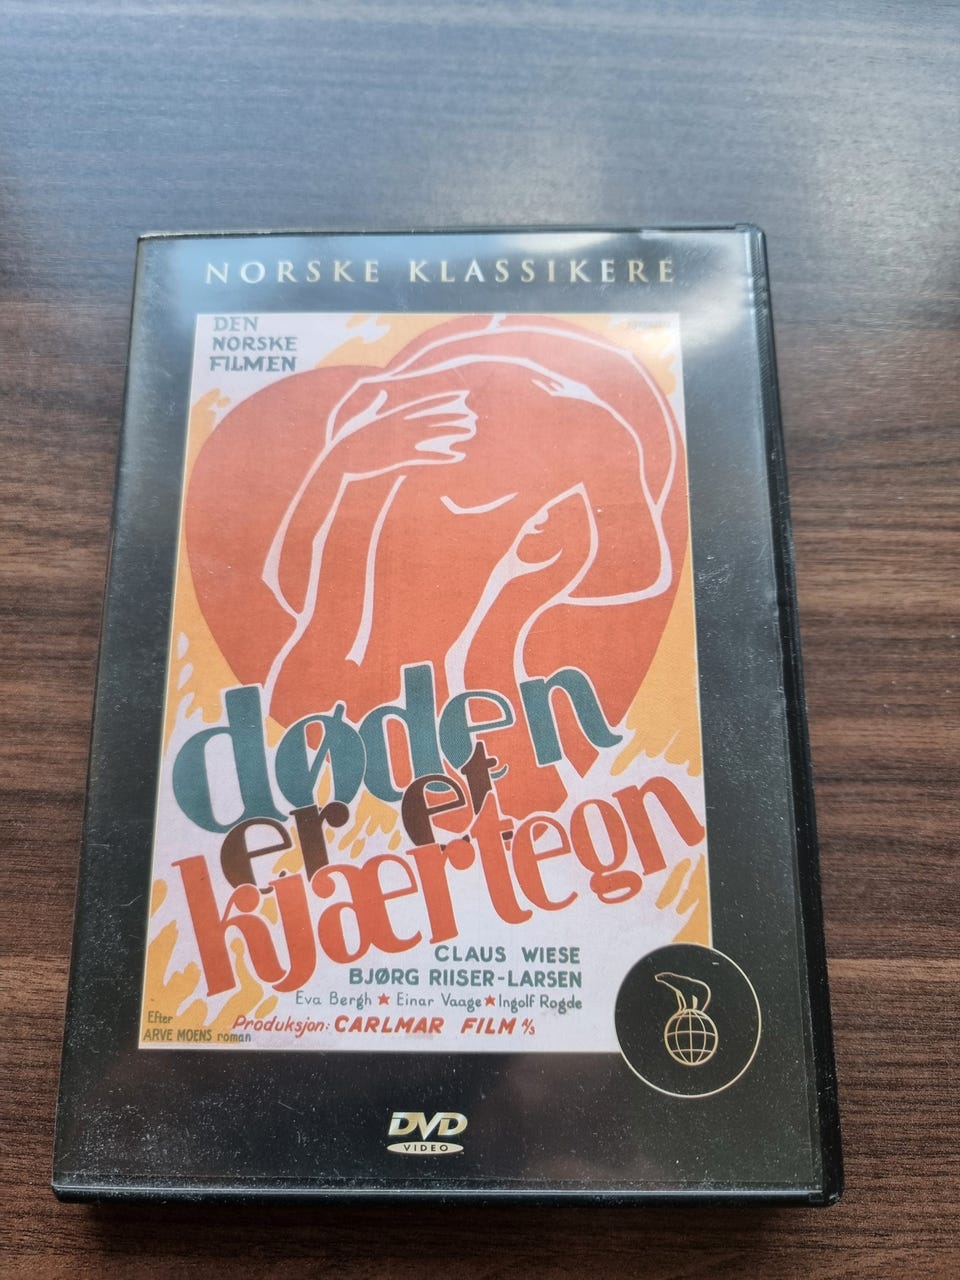 NORSKE KLASSIKERE
DEN
NORSKE
FILMEN
døden
er et
kjærtegn
CLAUS WIESE
BJØRG RIISER-LARSEN
Eva Bergh ★ Einar Vaage ★ Ingolf Rogde
Efter
ARVE MOENS roman
Produksjon: CARLMAR FILM A/S
DVD
VIDEO